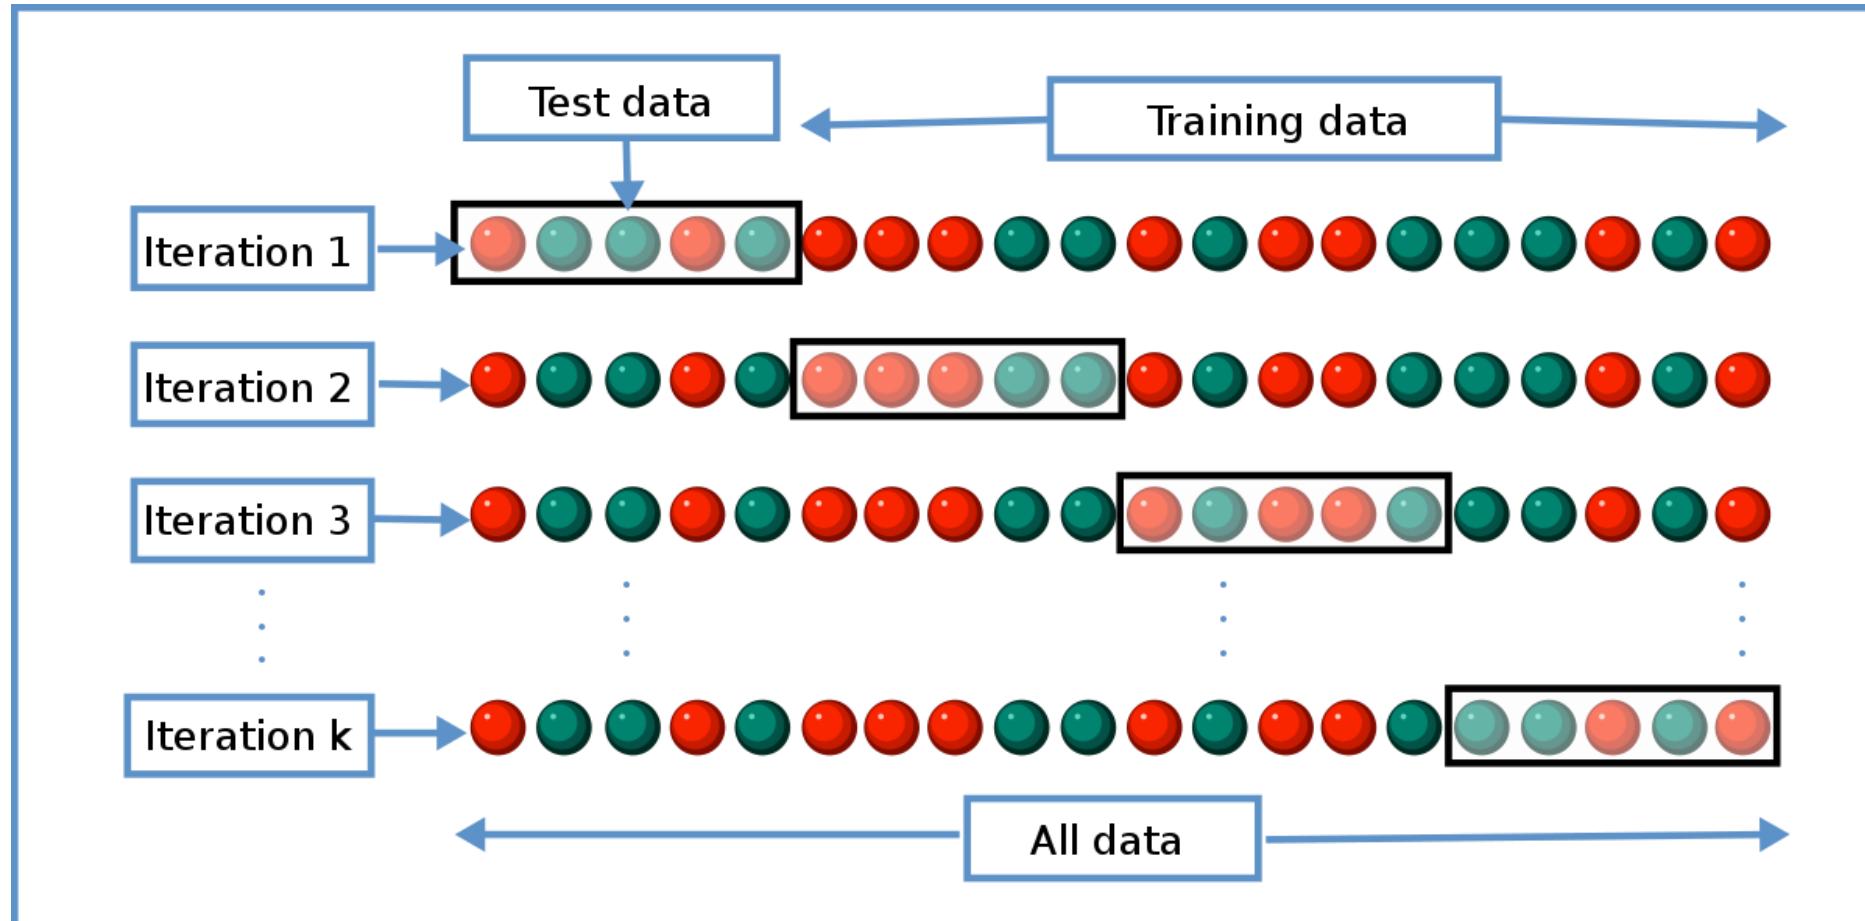 Test data
Training data
Iteration 1
Iteration 2
Iteration 3
Iteration k
All data